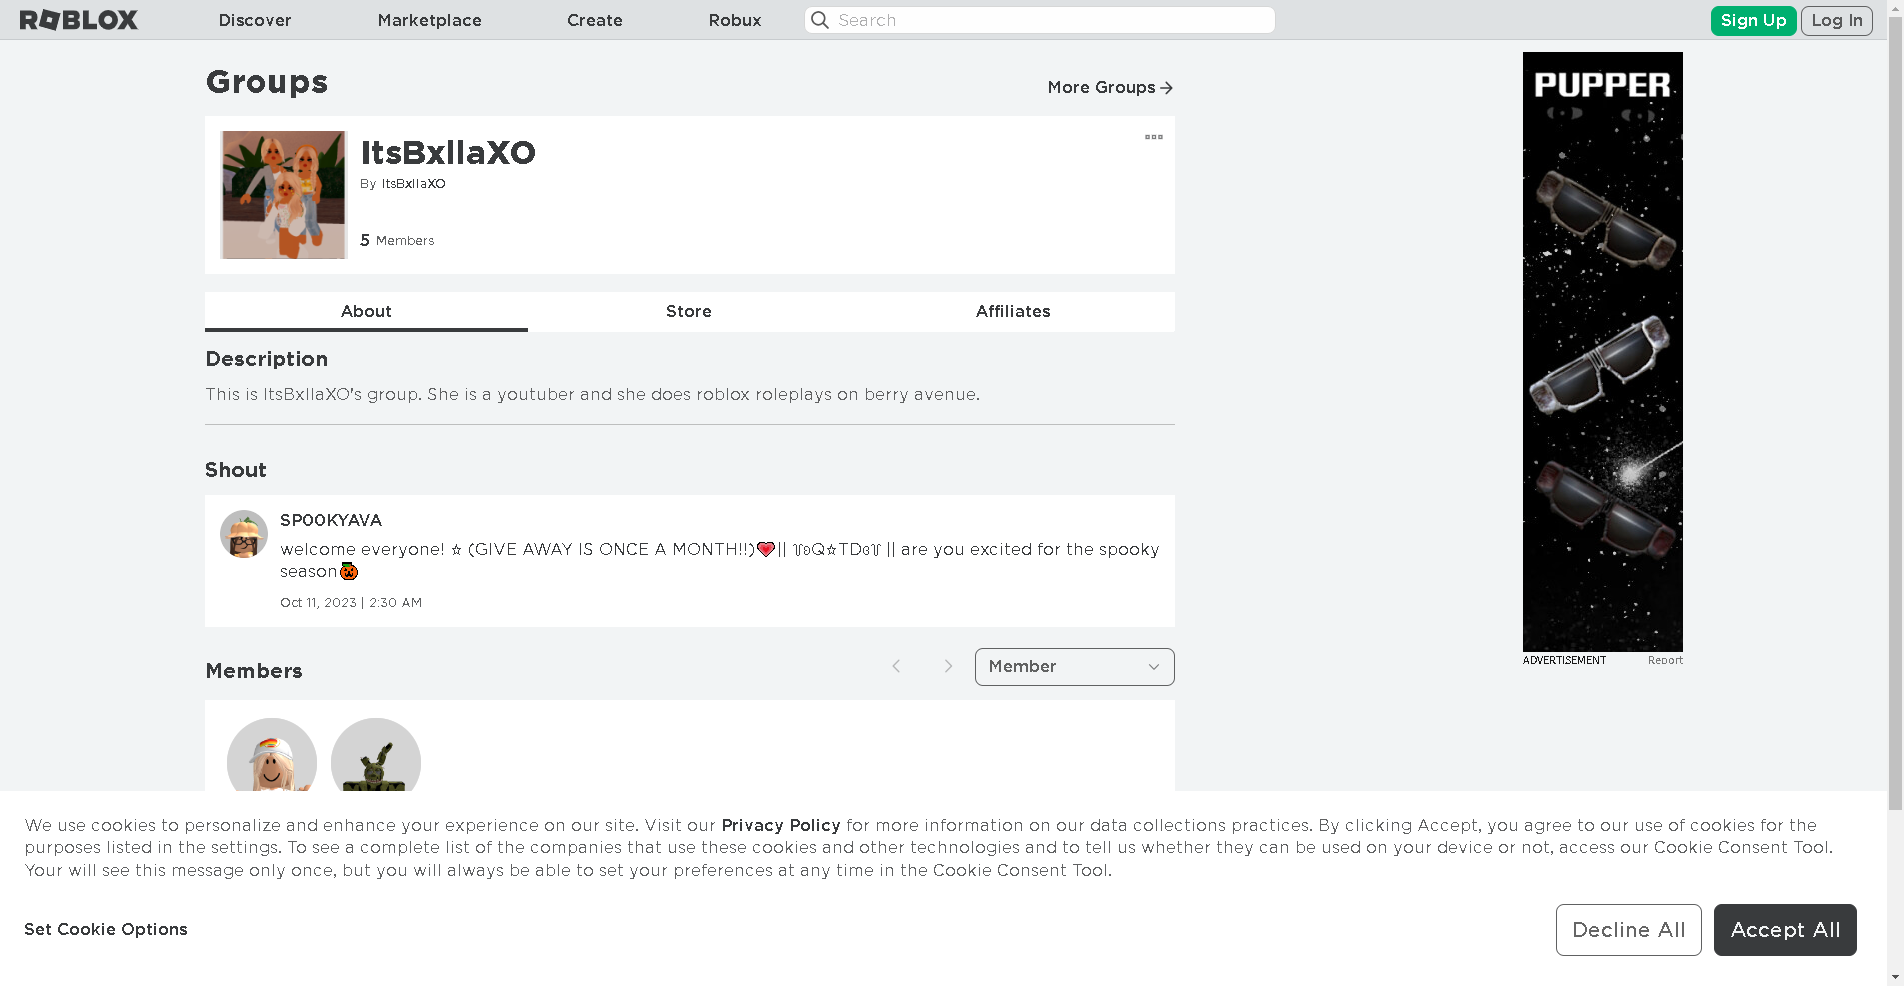 ROBLOX
Discover
Marketplace
Create
Robux
Search
Sign Up
Log In
Groups
More Groups
ItsBxllaXO
By ItsBxllaXO
5 Members
About
Store
Affiliates
Description
This is ItsBxllaXO's group. She is a youtuber and she does roblox roleplays on berry avenue.
Shout
SP00KYAVA
welcome everyone! ☆ (GIVE AWAY IS ONCE A MONTH!!)💗|| || are you excited for the spooky
season🎃
Oct 11, 2023 | 2:30 AM
Members
Member
PUPPER
ADVERTISEMENT
Report
We use cookies to personalize and enhance your experience on our site. Visit our Privacy Policy for more information on our data collections practices. By clicking Accept, you agree to our use of cookies for the
purposes listed in the settings. To see a complete list of the companies that use these cookies and other technologies and to tell us whether they can be used on your device or not, access our Cookie Consent Tool.
Your will see this message only once, but you will always be able to set your preferences at any time in the Cookie Consent Tool.
Set Cookie Options
Decline All
Accept All